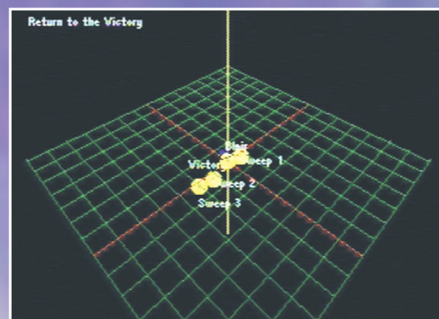 Return to the Victory
Blair
Sweep 1
Victory
Sweep 2
Sweep 3